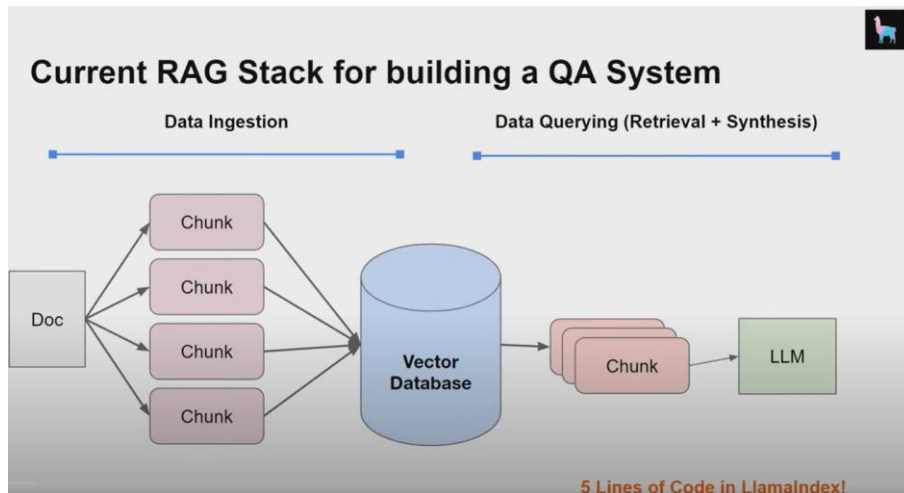 Current RAG Stack for building a QA System
Data Ingestion
Data Querying (Retrieval + Synthesis)
Doc
Chunk
Chunk
Chunk
Chunk
Vector
Database
Chunk
LLM
5 Lines of Code in LlamaIndex!